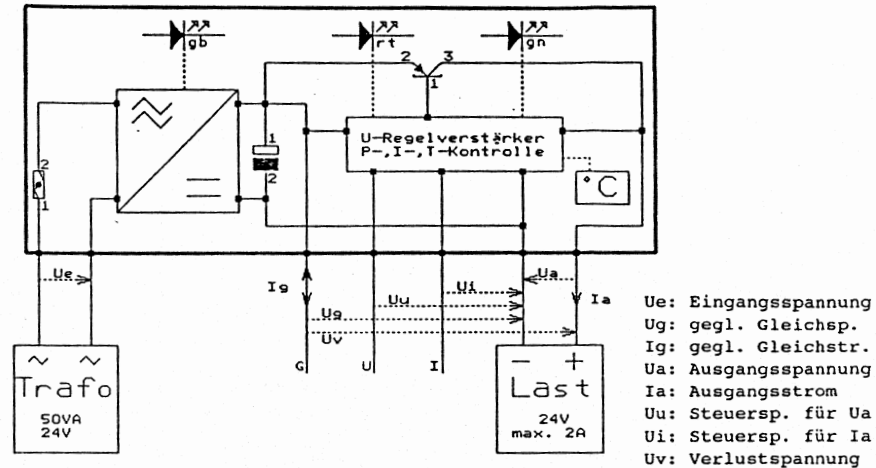 gb
rt
gn
2
3
1
U-Regelverstärker
P-,I-,T-Kontrolle
1
2
2
1
°C
Ue
Ig
Ui
Ua
Uu
Ia
Ug
Uv
G
U
I
~ ~
Trafo
50VA
24V
- +
Last
24V
max. 2A
Ue: Eingangsspannung
Ug: gegl. Gleichsp.
Ig: gegl. Gleichstr.
Ua: Ausgangsspannung
Ia: Ausgangsstrom
Uu: Steuersp. für Ua
Ui: Steuersp. für Ia
Uv: Verlustspannung